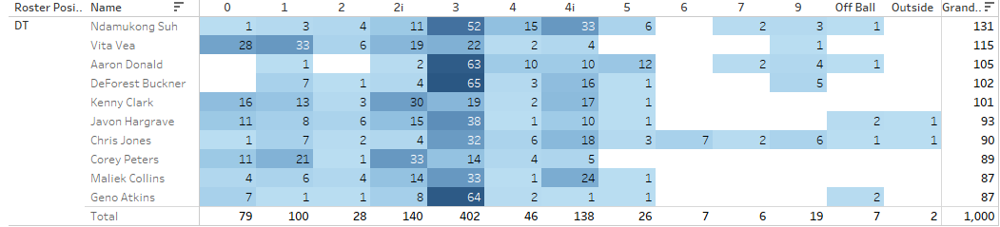 Roster Posi.. Name 0 1 2 2i 3 4 4i 5 6 7 9 Off Ball Outside Grand..
DT Ndamukong Suh 1 3 4 11 52 15 33 6 2 3 1 131
Vita Vea 28 33 6 19 22 2 4 1 115
Aaron Donald 1 2 63 10 10 12 2 4 1 105
DeForest Buckner 7 1 4 65 3 16 1 5 102
Kenny Clark 16 13 3 30 19 2 17 1 101
Javon Hargrave 11 8 6 15 38 1 10 1 2 1 93
Chris Jones 1 7 2 4 32 6 18 3 7 2 6 1 1 90
Corey Peters 11 21 1 33 14 4 5 89
Maliek Collins 4 6 4 14 33 1 24 1 87
Geno Atkins 7 1 1 8 64 2 1 1 2 87
Total 79 100 28 140 402 46 138 26 7 6 19 7 2 1,000